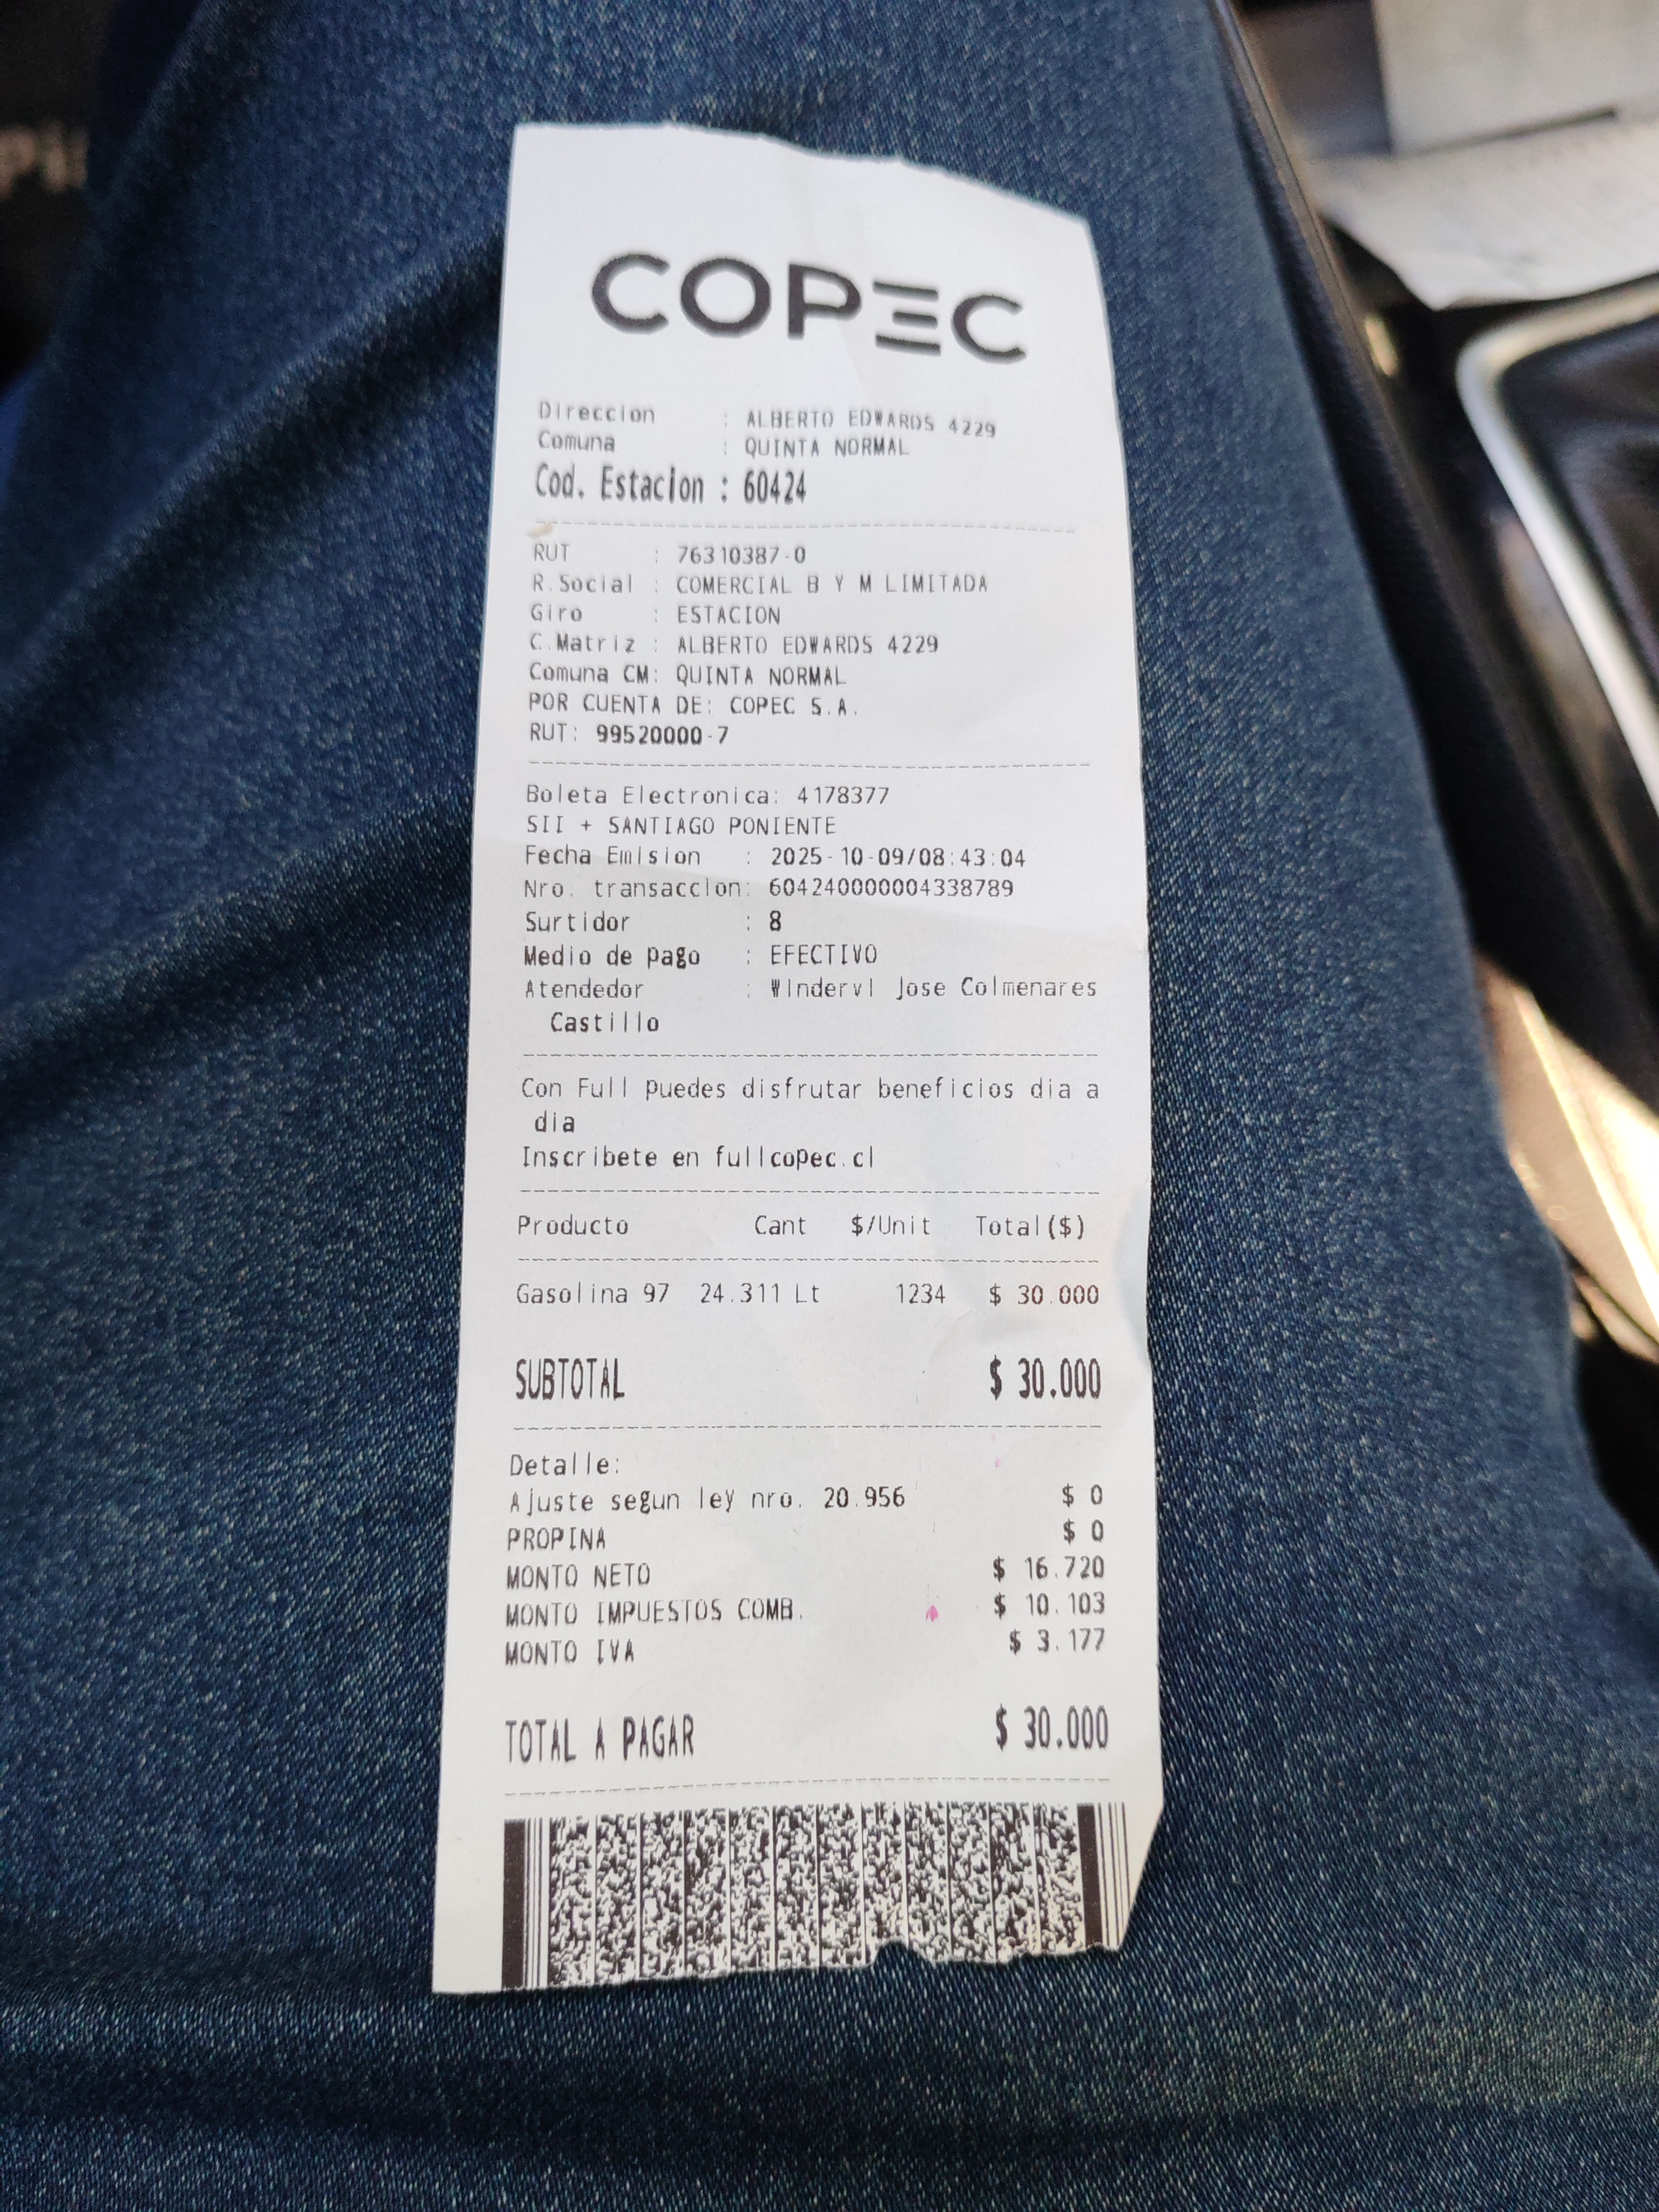 COPEC
Direccion : ALBERTO EDWARDS 4229
Comuna : QUINTA NORMAL
Cod. Estacion : 60424
RUT : 76310387-0
R.Social : COMERCIAL B Y M LIMITADA
Giro : ESTACION
C.Matriz : ALBERTO EDWARDS 4229
Comuna CM: QUINTA NORMAL
POR CUENTA DE: COPEC S.A.
RUT: 99520000-7
Boleta Electronica: 4178377
SII + SANTIAGO PONIENTE
Fecha Emision : 2025-10-09/08:43:04
Nro. transaccion: 604240000004338789
Surtidor : 8
Medio de pago : EFECTIVO
Atendedor : Windervi Jose Colmenares
Castillo
Con Full puedes disfrutar beneficios dia a
dia
Inscribete en fullcopec.cl
Producto Cant $/Unit Total($)
Gasolina 97 24.311 Lt 1234 $ 30.000
SUBTOTAL $ 30.000
Detalle:
Ajuste segun ley nro. 20.956 $ 0
PROPINA $ 0
MONTO NETO $ 16.720
MONTO IMPUESTOS COMB. $ 10.103
MONTO IVA $ 3.177
TOTAL A PAGAR $ 30.000